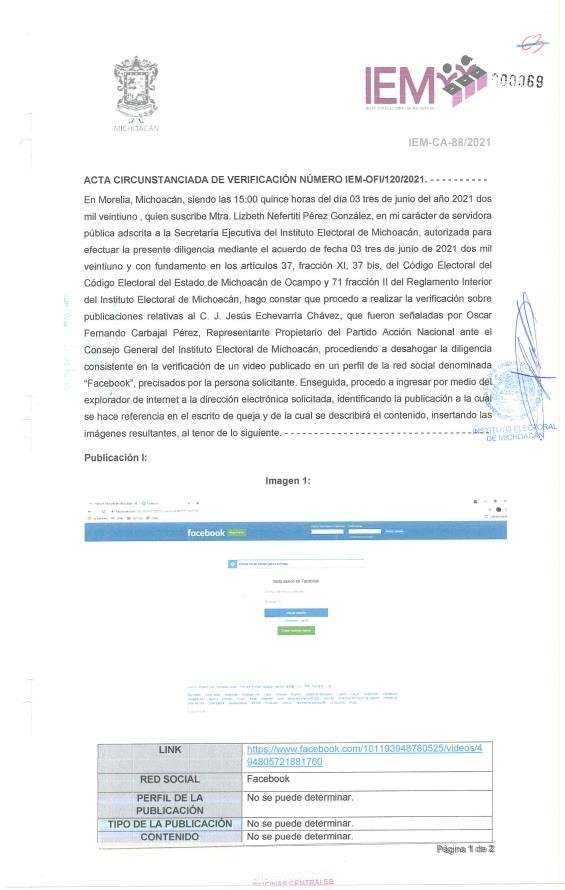 63
000069
MICHOACÁN
IEM
INSTITUTO ELECTORAL DE MICHOACÁN
IEM-CA-88/2021
ACTA CIRCUNSTANCIADA DE VERIFICACIÓN NÚMERO IEM-OFI/120/2021. - - - - - - - - - -
En Morelia, Michoacán, siendo las 15:00 quince horas del día 03 tres de junio del año 2021 dos
mil veintiuno , quien suscribe Mtra. Lizbeth Nefertiti Pérez González, en mi carácter de servidora
pública adscrita a la Secretaría Ejecutiva del Instituto Electoral de Michoacán, autorizada para
efectuar la presente diligencia mediante el acuerdo de fecha 03 tres de junio de 2021 dos mil
veintiuno y con fundamento en los artículos 37, fracción XI, 37 bis, del Código Electoral del
Código Electoral del Estado de Michoacán de Ocampo y 71 fracción II del Reglamento Interior
del Instituto Electoral de Michoacán, hago constar que procedo a realizar la verificación sobre
publicaciones relativas al C. J. Jesús Echevarría Chávez, que fueron señaladas por Oscar
Fernando Carbajal Pérez, Representante Propietario del Partido Acción Nacional ante el
Consejo General del Instituto Electoral de Michoacán, procediendo a desahogar la diligencia
consistente en la verificación de un video publicado en un perfil de la red social denominada
“Facebook”, precisados por la persona solicitante. Enseguida, procedo a ingresar por medio del
explorador de internet a la dirección electrónica solicitada, identificando la publicación a la cual
se hace referencia en el escrito de queja y de la cual se describirá el contenido, insertando las
imágenes resultantes, al tenor de lo siguiente. - - - - - - - - - - - - - - - - - - - - - - - - - - - - - - - - -
INSTITUTO ELECTORAL
DE MICHOACÁN
Publicación I:
Imagen 1:
facebook
Inicia sesión en Facebook
LINK
https://www.facebook.com/101193948780525/videos/4
94805721881760
RED SOCIAL
Facebook
PERFIL DE LA
PUBLICACIÓN
No se puede determinar.
TIPO DE LA PUBLICACIÓN
No se puede determinar.
CONTENIDO
No se puede determinar.
Página 1 de 2
OFICINAS CENTRALES